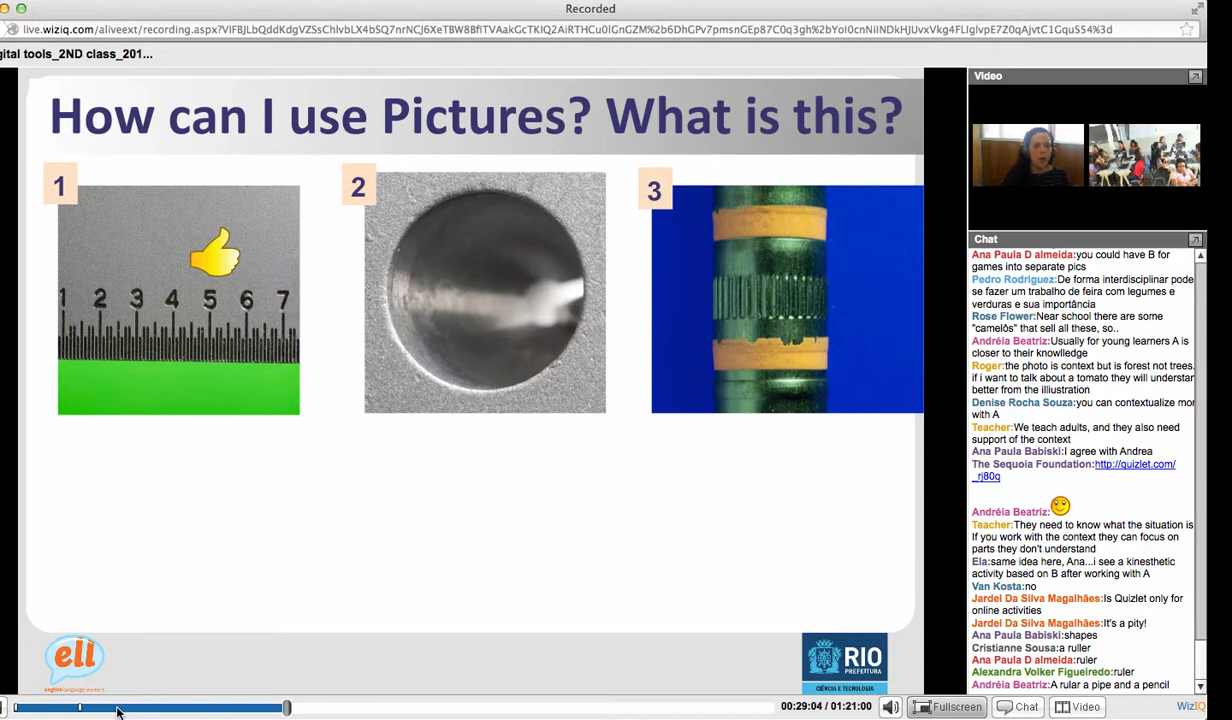 Recorded
live.wiziq.com/aliveext/recording.aspx?
gital tools_2ND class_201...
How can I use Pictures? What is this?
1
2
3
1 2 3 4 5 6 7
ell
english language learners
RIO
PREFEITURA
CIÊNCIA E TECNOLOGIA
Video
Chat
Ana Paula D almeida:you could have B for
games into separate pics
Pedro Rodriguez:De forma interdisciplinar pode
se fazer um trabalho de feira com legumes e
verduras e sua importância
Rose Flower:Near school there are some
"camelôs" that sell all these, so..
Andréia Beatriz:Usually for young learners A is
closer to their knowlledge
Roger:the photo is context but is forest not trees.
if i want to talk about a tomato they will understan
better from the illiustration
Denise Rocha Souza:you can contextualize mor
with A
Teacher:We teach adults, and they also need
support of the context
Ana Paula Babiski:I agree with Andrea
The Sequoia Foundation:http://quizlet.com/
_rj80q
Andréia Beatriz:
Teacher:They need to know what the situation is
If you work with the context they can focus on
parts they don't understand
Ela:same idea here, Ana...i see a kinesthetic
activity based on B after working with A
Van Kosta:no
Jardel Da Silva Magalhães:Is Quizlet only for
online activities
Jardel Da Silva Magalhães:It's a pity!
Ana Paula Babiski:shapes
Cristianne Sousa:a ruller
Ana Paula D almeida:ruler
Alexandra Volker Figueiredo:ruler
Andréia Beatriz:A rular a pipe and a pencil
00:29:04 / 01:21:00
Fullscreen
Chat
Video
WizIQ